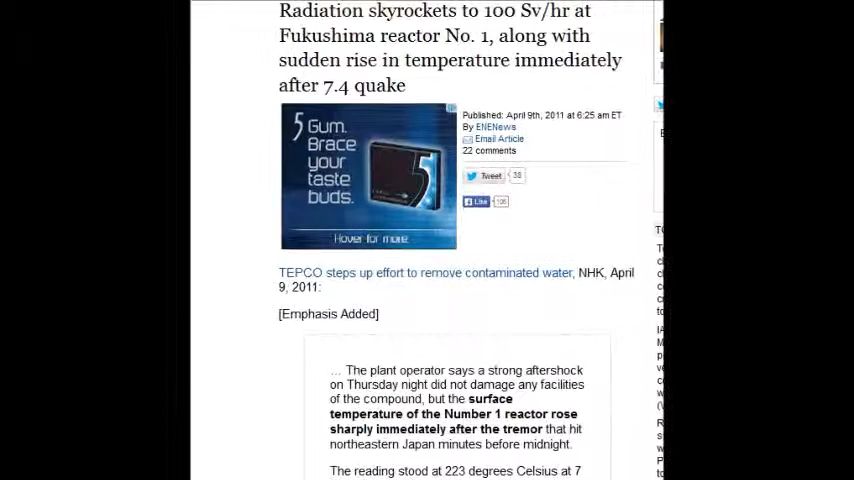 Radiation skyrockets to 100 Sv/hr at
Fukushima reactor No. 1, along with
sudden rise in temperature immediately
after 7.4 quake
5 Gum.
Brace
your
taste
buds.
5
Hover for more
Published: April 9th, 2011 at 6:25 am ET
By ENENews
Email Article
22 comments
Tweet 38
Like
TEPCO steps up effort to remove contaminated water, NHK, April
9, 2011:
[Emphasis Added]
… The plant operator says a strong aftershock
on Thursday night did not damage any facilities
of the compound, but the surface
temperature of the Number 1 reactor rose
sharply immediately after the tremor that hit
northeastern Japan minutes before midnight.
The reading stood at 223 degrees Celsius at 7